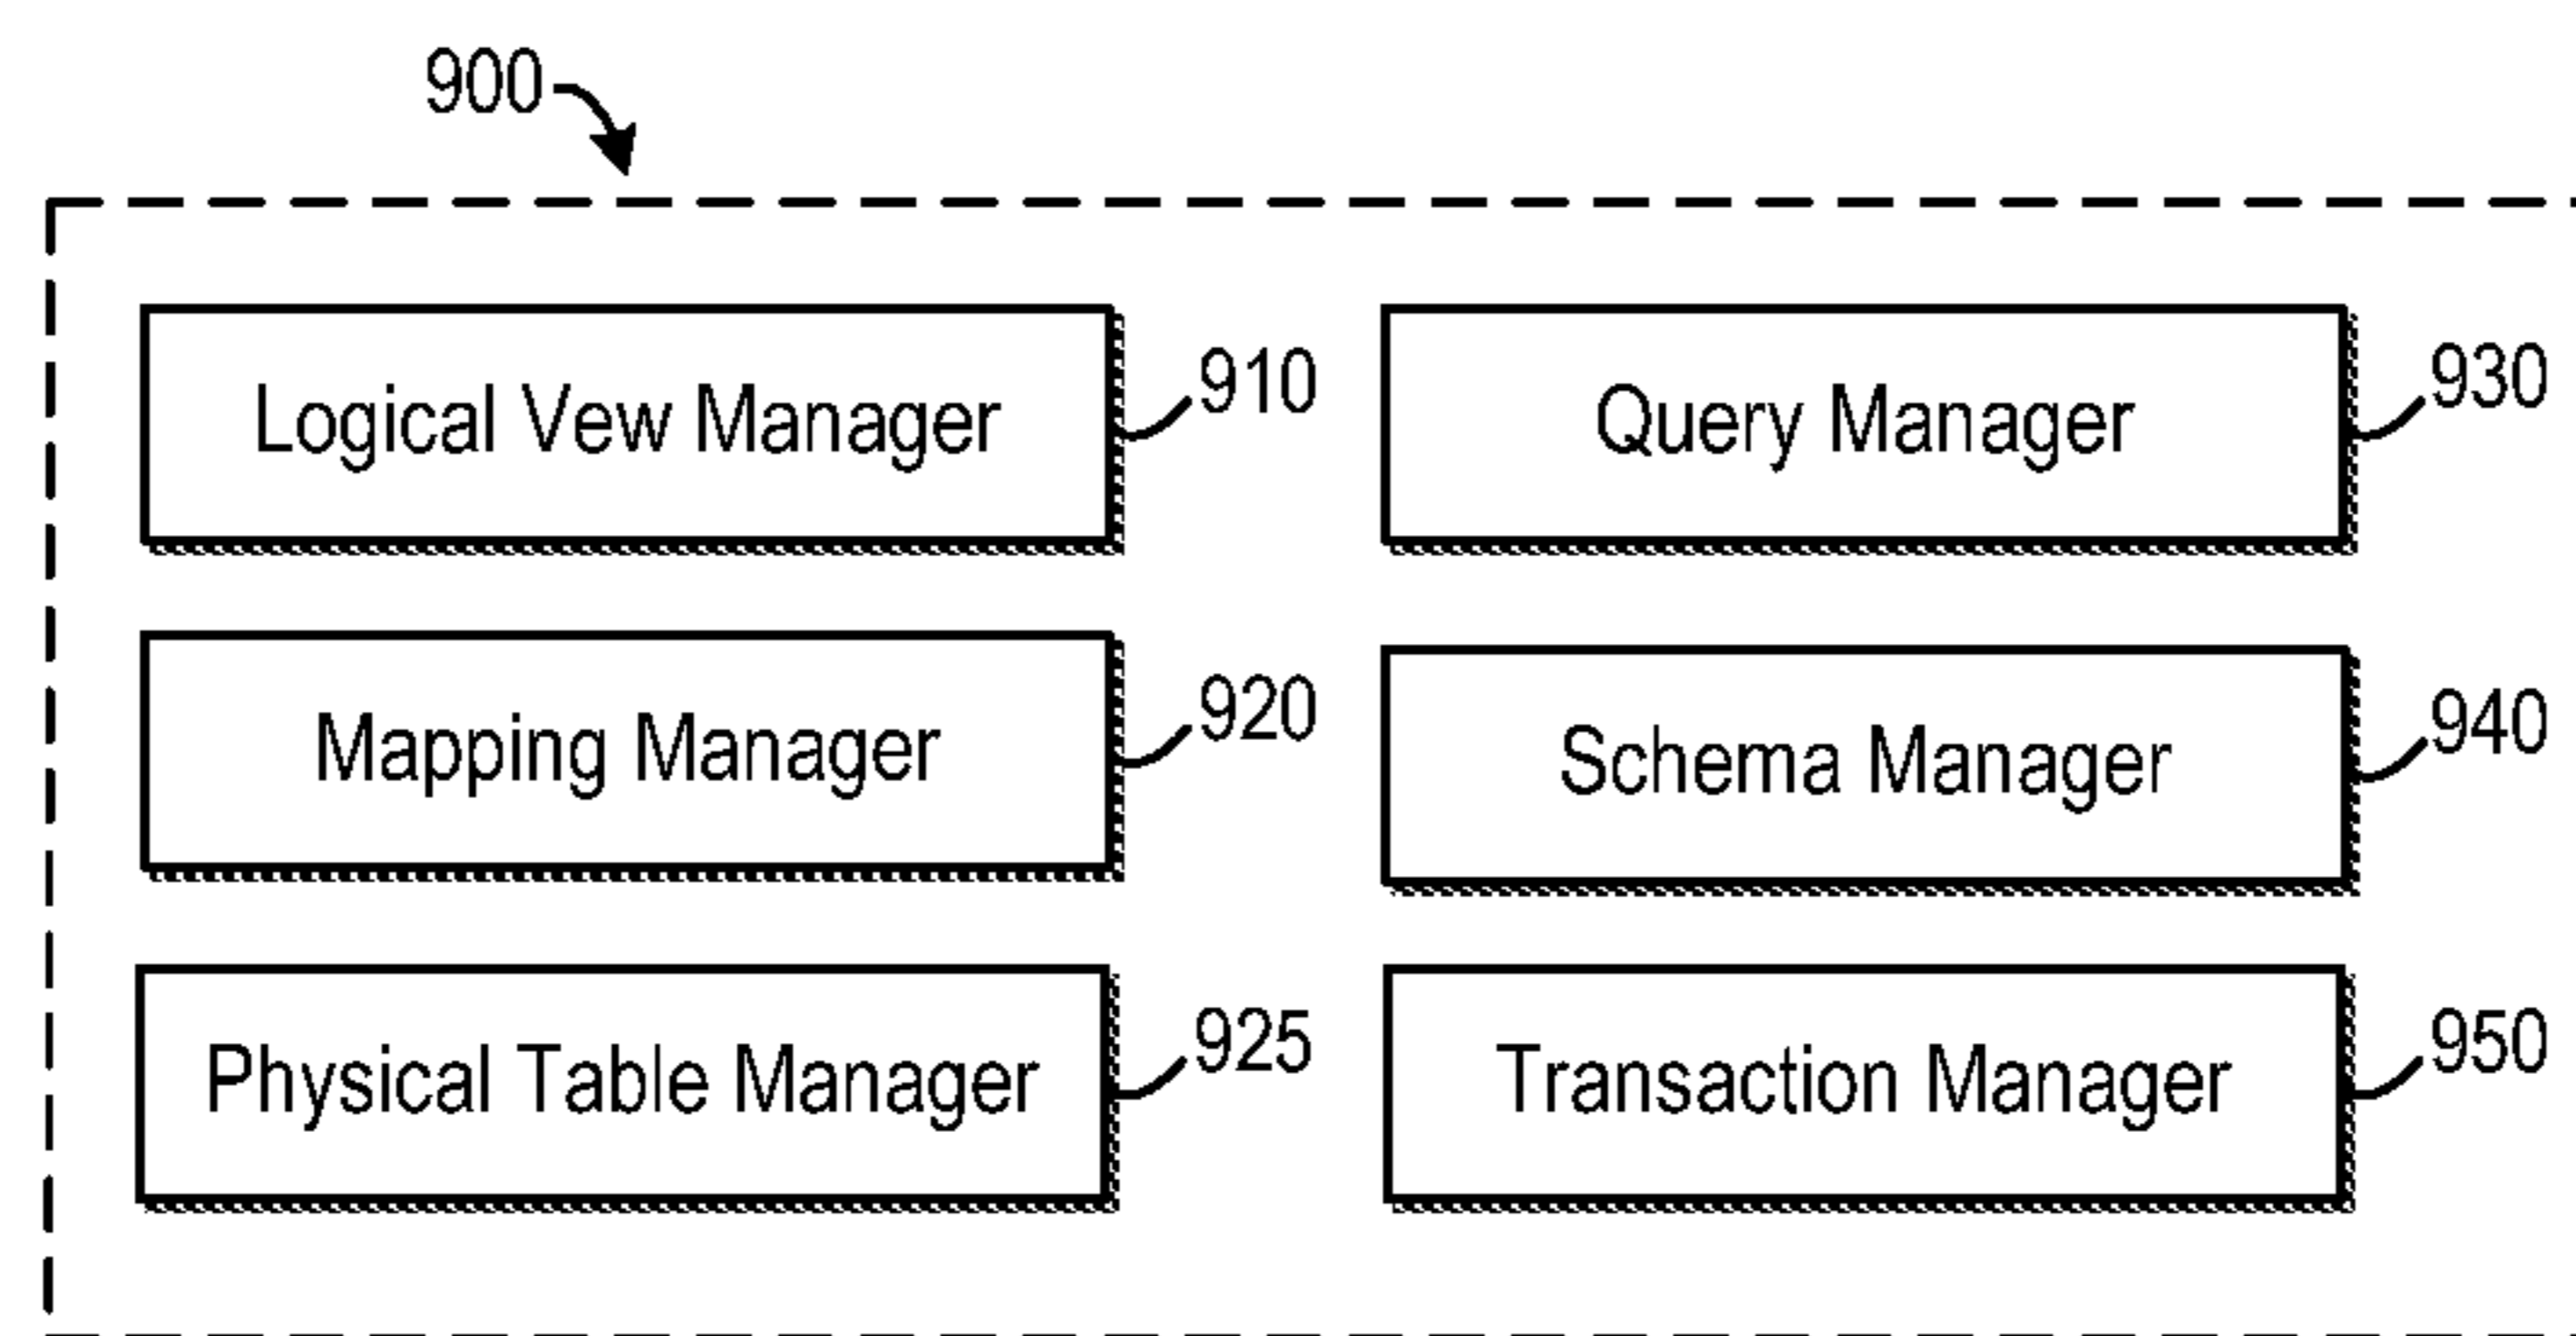 900
Logical Vew Manager
910
Query Manager
930
Mapping Manager
920
Schema Manager
940
Physical Table Manager
925
Transaction Manager
950